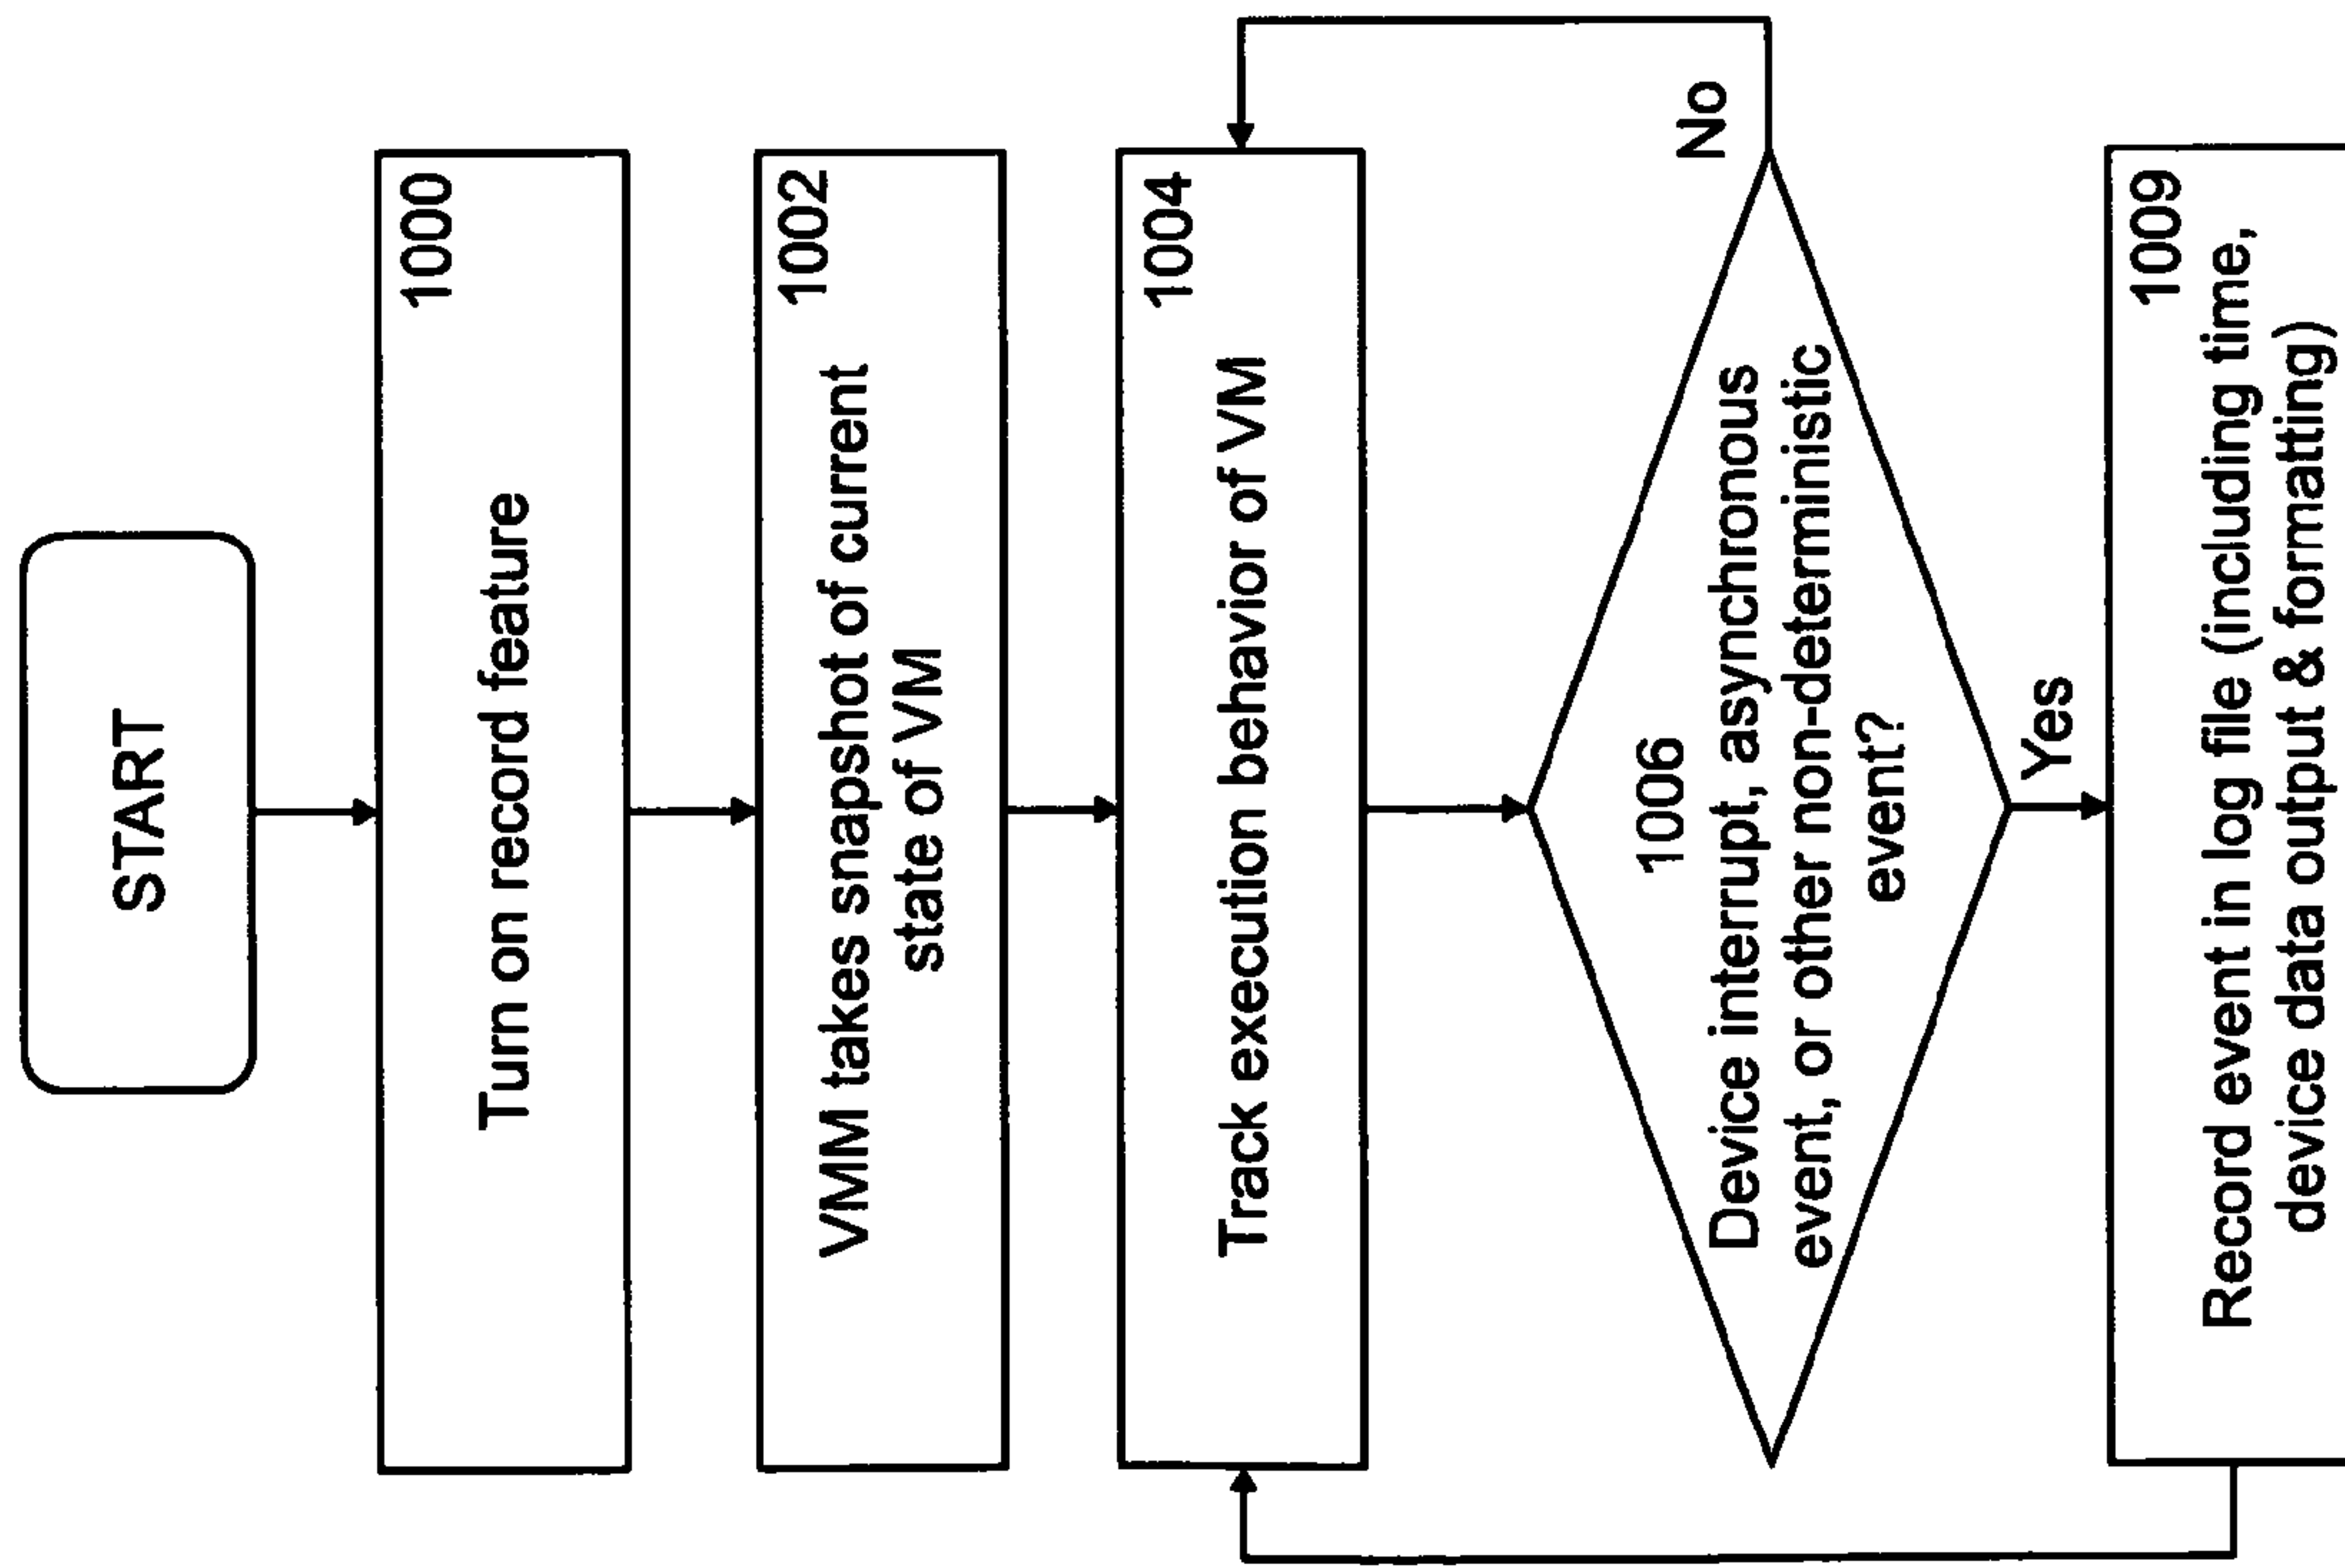 START
1000
Turn on record feature
1002
VMM takes snapshot of current
state of VM
1004
Track execution behavior of VM
1006
Device interrupt, asynchronous
event, or other non-deterministic
event?
No
Yes
1009
Record event in log file (including time,
device data output & formatting)